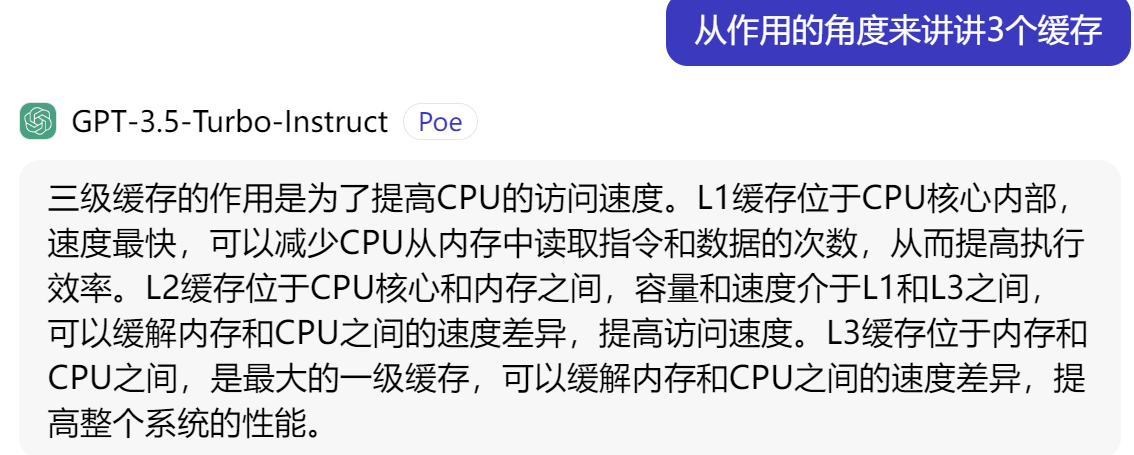 从作用的角度来讲讲3个缓存
GPT-3.5-Turbo-Instruct Poe
三级缓存的作用是为了提高CPU的访问速度。L1缓存位于CPU核心内部，
速度最快，可以减少CPU从内存中读取指令和数据的次数，从而提高执行
效率。L2缓存位于CPU核心和内存之间，容量和速度介于L1和L3之间，
可以缓解内存和CPU之间的速度差异，提高访问速度。L3缓存位于内存和
CPU之间，是最大的一级缓存，可以缓解内存和CPU之间的速度差异，提
高整个系统的性能。